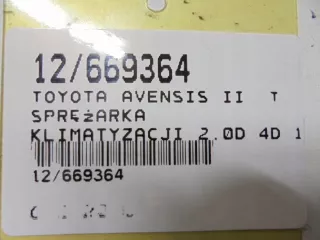 12/669364
TOYOTA AVENSIS II T
SPRĘŻARKA
KLIMATYZACJI 2.0D 4D 1
12/669364